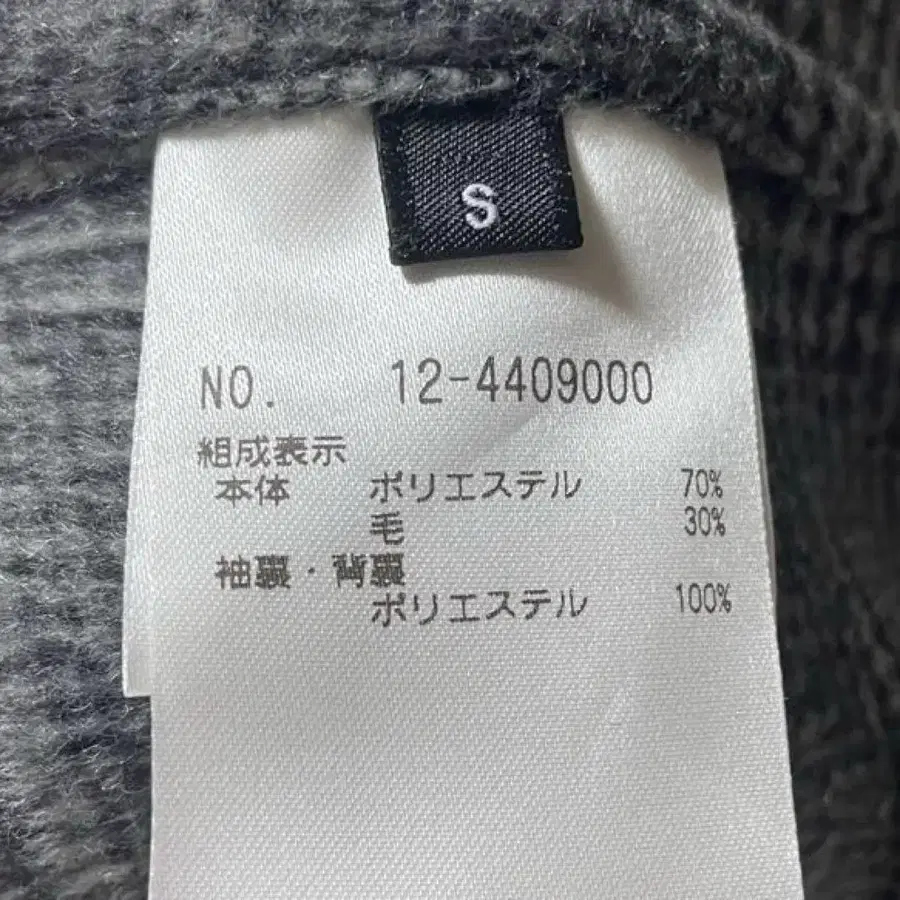 S
NO. 12-4409000
組成表示
本体 ポリエステル 70%
毛 30%
袖裏・背裏
ポリエステル 100%